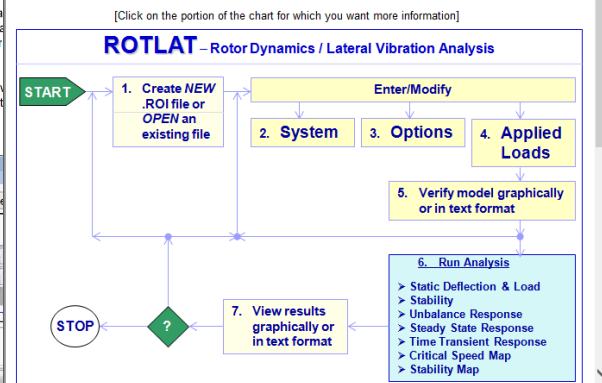 [Click on the portion of the chart for which you want more information]
ROTLAT – Rotor Dynamics / Lateral Vibration Analysis
START
1. Create NEW
.ROI file or
OPEN an
existing file
Enter/Modify
2. System
3. Options
4. Applied
Loads
5. Verify model graphically
or in text format
6. Run Analysis
➢ Static Deflection & Load
➢ Stability
➢ Unbalance Response
➢ Steady State Response
➢ Time Transient Response
➢ Critical Speed Map
➢ Stability Map
7. View results
graphically or
in text format
?
STOP